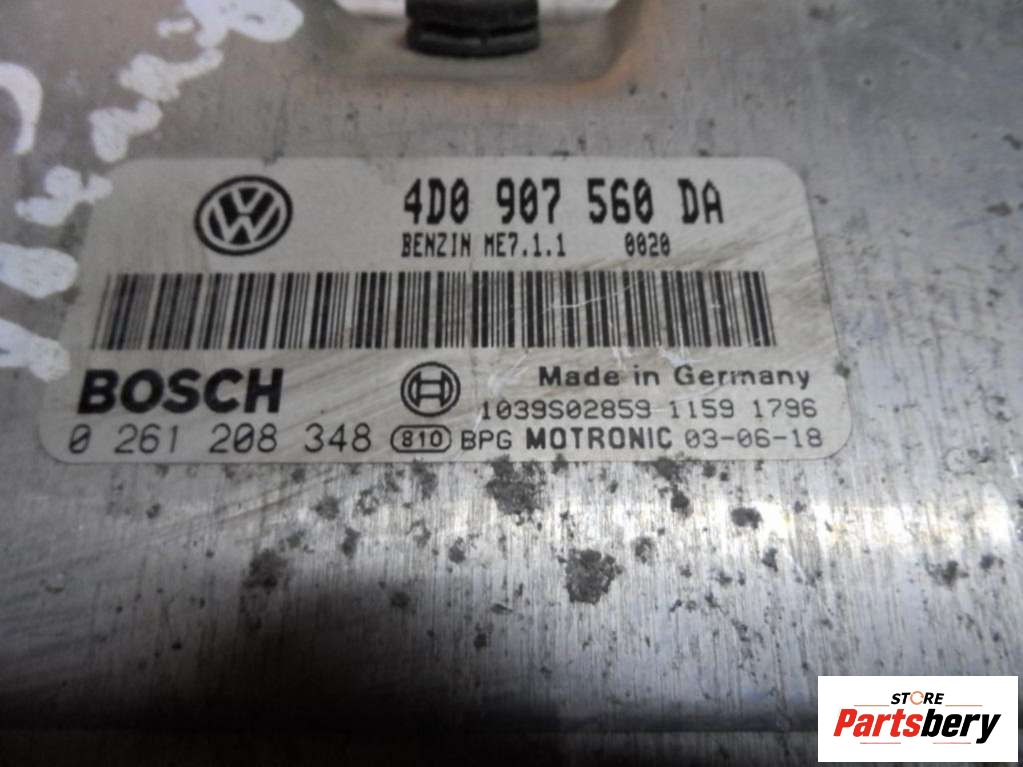 4D0 907 560 DA
BENZIN ME7.1.1 0020
BOSCH
Made in Germany
1039S02859 1159 1796
0 261 208 348 810 BPG MOTRONIC 03-06-18
STORE
Partsbery